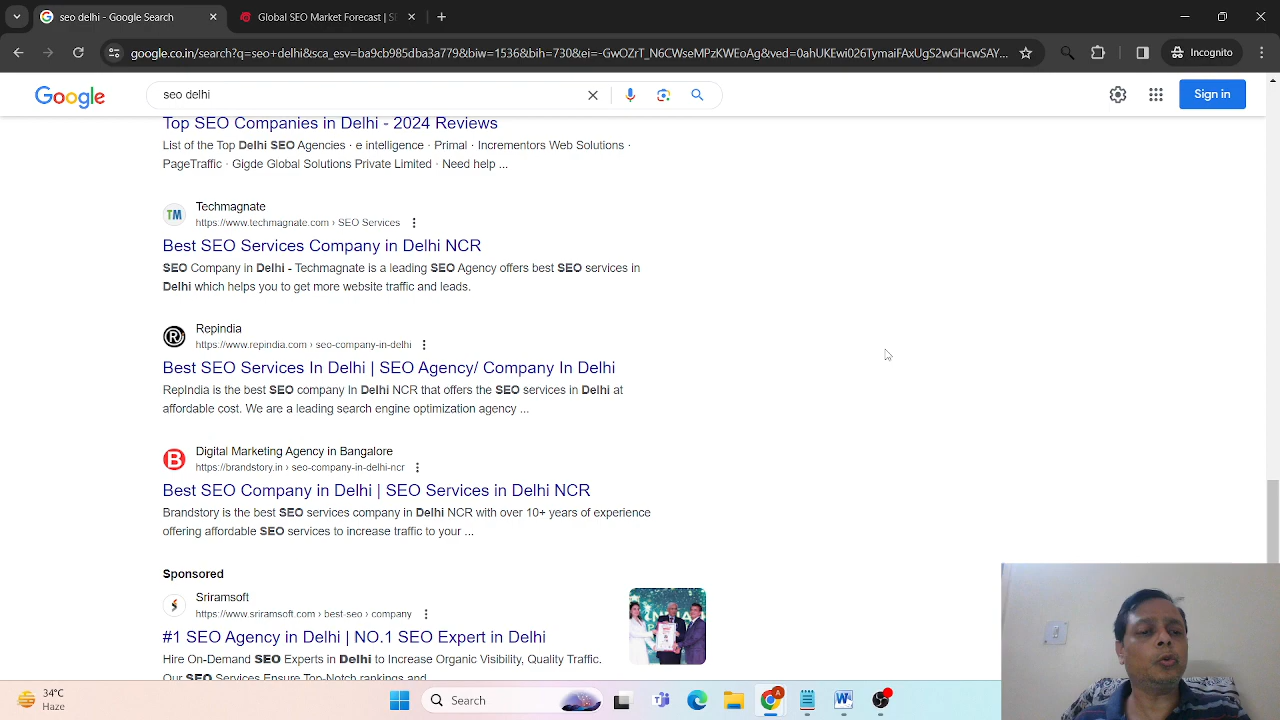 seo delhi - Google Search
Global SEO Market Forecast | SE
google.co.in/search?q=seo+delhi&sca_esv=ba9cb985dba3a779&biw=1536&bih=730&ei=-GwOZrT_N6CWseMPzKWEoAg&ved=0ahUKEwi026TymaiFAxUgS2wGHcwSAY...
Incognito
Google
seo delhi
Sign in
Top SEO Companies in Delhi - 2024 Reviews
List of the Top Delhi SEO Agencies · e intelligence · Primal · Incrementors Web Solutions ·
PageTraffic · Gigde Global Solutions Private Limited · Need help ...
TM
Techmagnate
https://www.techmagnate.com › SEO Services
Best SEO Services Company in Delhi NCR
SEO Company in Delhi - Techmagnate is a leading SEO Agency offers best SEO services in
Delhi which helps you to get more website traffic and leads.
R
Repindia
https://www.repindia.com › seo-company-in-delhi
Best SEO Services In Delhi | SEO Agency/ Company In Delhi
RepIndia is the best SEO company In Delhi NCR that offers the SEO services in Delhi at
affordable cost. We are a leading search engine optimization agency ...
B
Digital Marketing Agency in Bangalore
https://brandstory.in › seo-company-in-delhi-ncr
Best SEO Company in Delhi | SEO Services in Delhi NCR
Brandstory is the best SEO services company in Delhi NCR with over 10+ years of experience
offering affordable SEO services to increase traffic to your ...
Sponsored
Sriramsoft
https://www.sriramsoft.com › best-seo › company
#1 SEO Agency in Delhi | NO.1 SEO Expert in Delhi
Hire On-Demand SEO Experts in Delhi to Increase Organic Visibility, Quality Traffic.
Our SEO Services Ensure Top-Notch rankings and
34°C
Haze
Search